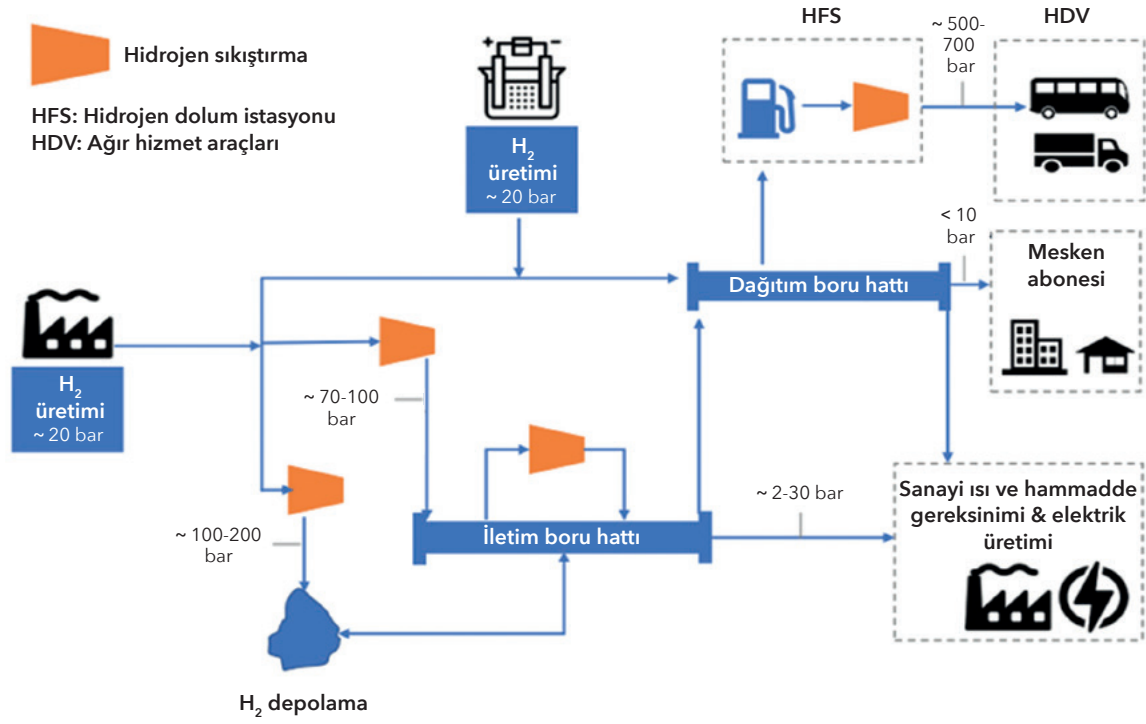 Hidrojen sıkıştırma
HFS: Hidrojen dolum istasyonu
HDV: Ağır hizmet araçları
+ −
H₂
üretimi
~ 20 bar
HFS
~ 500-
700
bar
HDV
< 10
bar
Mesken
abonesi
Dağıtım boru hattı
H₂
üretimi
~ 20 bar
~ 70-100
bar
~ 100-200
bar
İletim boru hattı
~ 2-30 bar
Sanayi ısı ve hammadde
gereksinimi & elektrik
üretimi
H₂ depolama